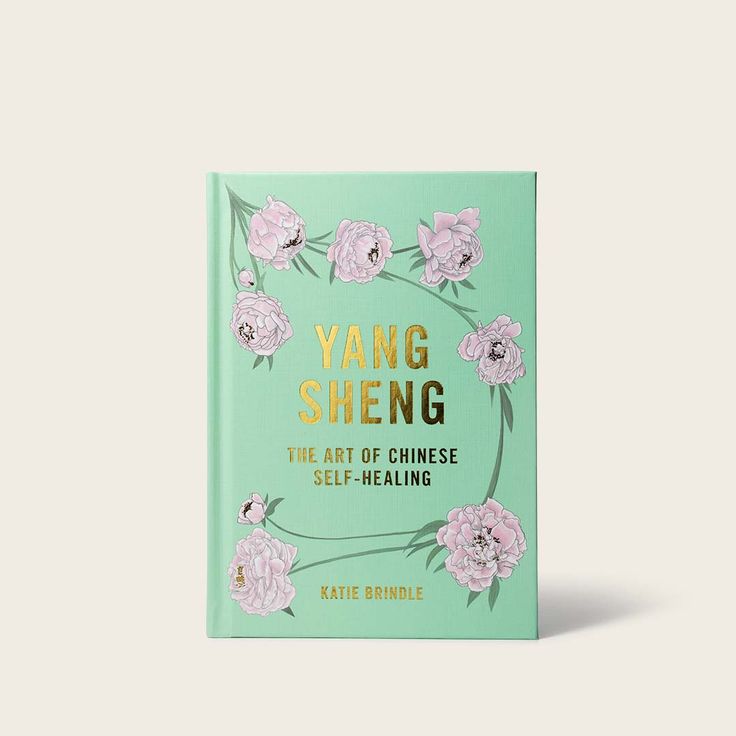 YANG
SHENG
THE ART OF CHINESE
SELF-HEALING
KATIE BRINDLE